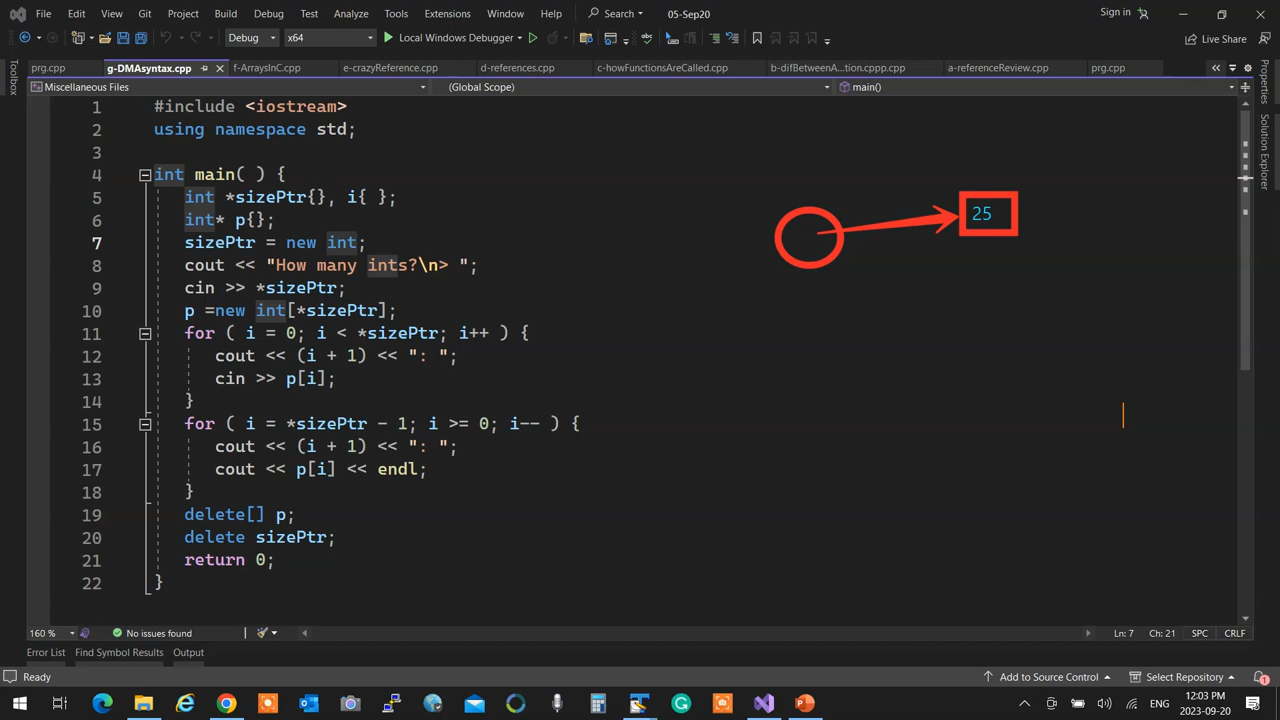 File Edit View Git Project Build Debug Test Analyze Tools Extensions Window Help Search 05-Sep20 Sign in
Debug x64 Local Windows Debugger Live Share
Toolbox
prg.cpp g-DMAsyntax.cpp f-ArraysInC.cpp e-crazyReference.cpp d-references.cpp c-howFunctionsAreCalled.cpp b-difBetweenA...tion.cppp.cpp a-referenceReview.cpp prg.cpp
Miscellaneous Files (Global Scope) main()
Properties
Solution Explorer
1 #include <iostream>
2 using namespace std;
3
4 int main( ) {
5 int *sizePtr{}, i{ };
6 int* p{};
7 sizePtr = new int;
8 cout << "How many ints?\n> ";
9 cin >> *sizePtr;
10 p =new int[*sizePtr];
11 for ( i = 0; i < *sizePtr; i++ ) {
12 cout << (i + 1) << ": ";
13 cin >> p[i];
14 }
15 for ( i = *sizePtr - 1; i >= 0; i-- ) {
16 cout << (i + 1) << ": ";
17 cout << p[i] << endl;
18 }
19 delete[] p;
20 delete sizePtr;
21 return 0;
22 }
25
160 % No issues found Ln: 7 Ch: 21 SPC CRLF
Error List Find Symbol Results Output
Ready Add to Source Control Select Repository 1
ENG 12:03 PM
2023-09-20